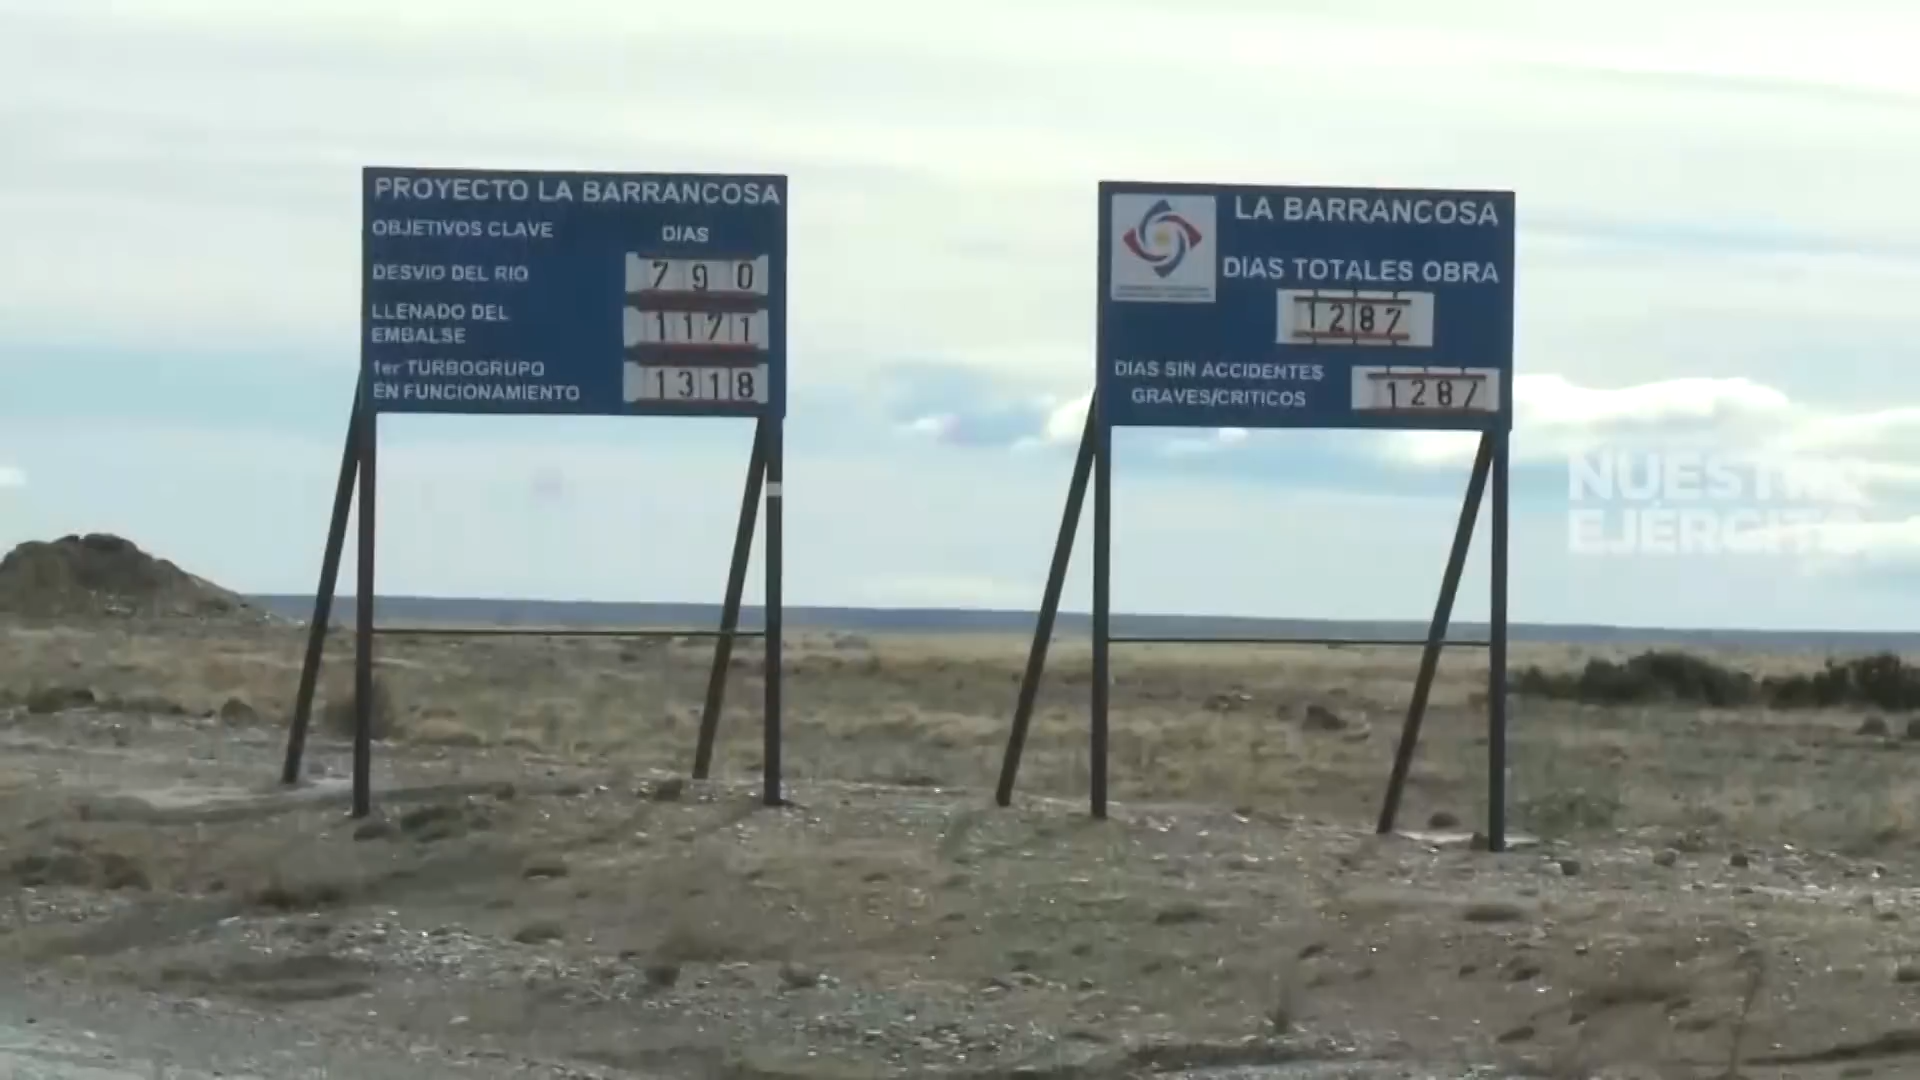 PROYECTO LA BARRANCOSA
OBJETIVOS CLAVE DIAS
DESVIO DEL RIO 790
LLENADO DEL
EMBALSE 1171
1er TURBOGRUPO
EN FUNCIONAMIENTO 1318
LA BARRANCOSA
DIAS TOTALES OBRA
1287
DIAS SIN ACCIDENTES
GRAVES/CRITICOS 1287
NUESTRO
EJÉRCITO